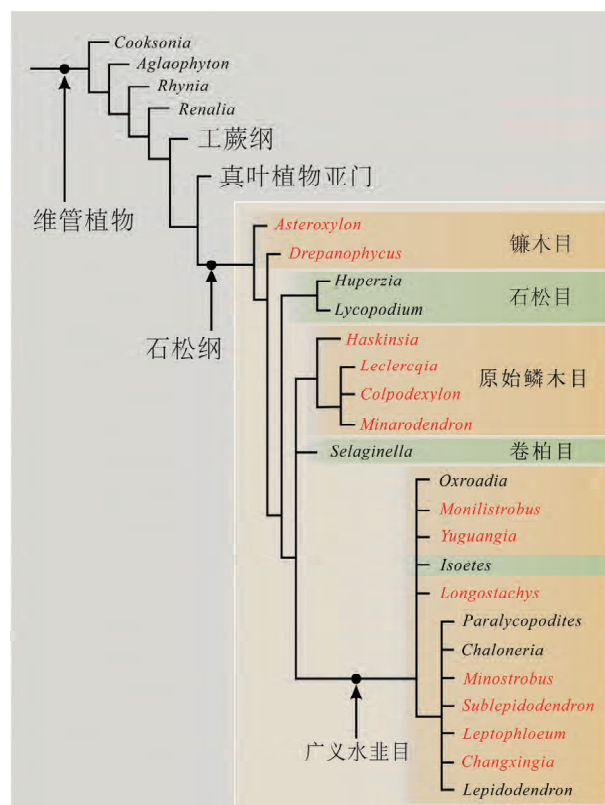 Cooksonia
Aglaophyton
Rhynia
Renalia
工蕨纲
真叶植物亚门
维管植物
Asteroxylon
镰木目
Drepanophycus
Huperzia
石松目
Lycopodium
石松纲
Haskinsia
Leclercqia
原始鳞木目
Colpodexylon
Minarodendron
Selaginella
卷柏目
Oxroadia
Monilistrobus
Yuguangia
Isoetes
Longostachys
Paralycopodites
Chaloneria
Minostrobus
Sublepidodendron
Leptophloeum
广义水韭目
Changxingia
Lepidodendron